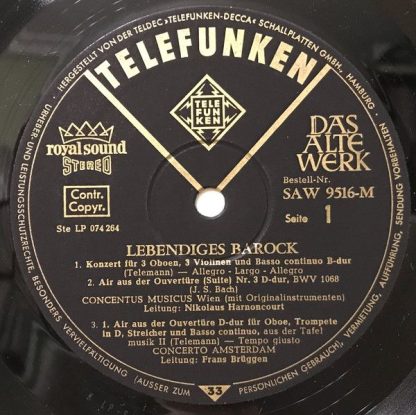 HERGESTELLT VON DER TELDEC »TELEFUNKEN-DECCA« SCHALLPLATTEN GMBH, HAMBURG
URHEBER- UND LEISTUNGSSCHUTZRECHTE, BESONDERS VERVIELFÄLTIGUNG (AUSSER ZUM PERSÖNLICHEN GEBRAUCH), VERMIETUNG, AUFFÜHRUNG, SENDUNG VORBEHALTEN
TELEFUNKEN
TELE
FUN
KEN
royal sound
STEREO
Contr.
Copyr.
Ste LP 074 264
DAS
ALTE
WERK
Bestell-Nr.
SAW 9516-M
Seite 1
LEBENDIGES BAROCK
1. Konzert für 3 Oboen, 3 Violinen und Basso continuo B-dur
(Telemann) — Allegro - Largo - Allegro
2. Air aus der Ouvertüre (Suite) Nr. 3 D-dur, BWV 1068
(J. S. Bach)
CONCENTUS MUSICUS Wien (mit Originalinstrumenten)
Leitung: Nikolaus Harnoncourt
3. 1. Air aus der Ouvertüre D-dur für Oboe, Trompete
in D, Streicher und Basso continuo, aus der Tafel
musik II (Telemann) — Tempo giusto
CONCERTO AMSTERDAM
Leitung: Frans Brüggen
33